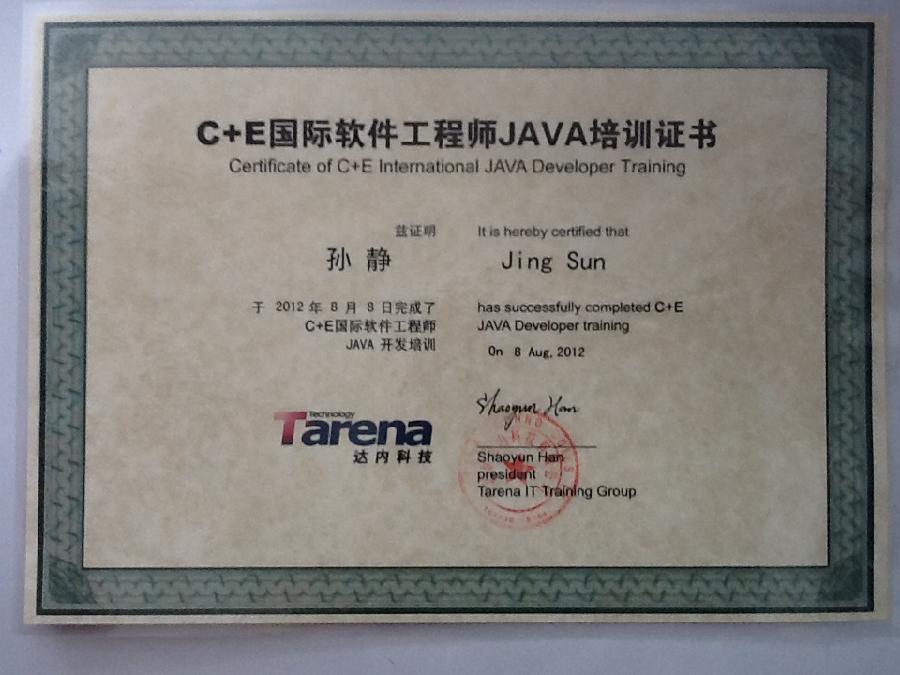 C+E国际软件工程师JAVA培训证书
Certificate of C+E International JAVA Developer Training
兹证明
孙 静
于 2012 年 8 月 8 日完成了
C+E国际软件工程师
JAVA 开发培训
Technology
Tarena
达内科技
It is hereby certified that
Jing Sun
has successfully completed C+E
JAVA Developer training
On 8 Aug, 2012
Shaoyun Han
Shaoyun Han
president
Tarena IT Training Group